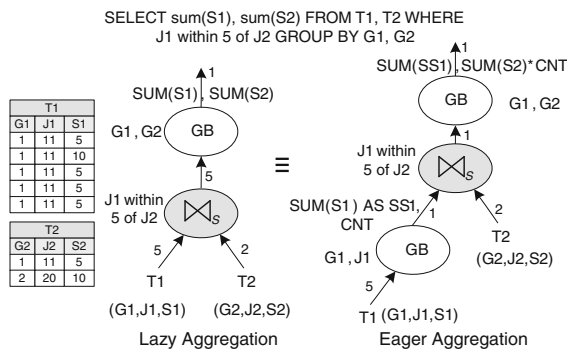 SELECT sum(S1), sum(S2) FROM T1, T2 WHERE
J1 within 5 of J2 GROUP BY G1, G2
T1
G1 J1 S1
1 11 5
1 11 10
1 11 5
1 11 5
1 11 5
T2
G2 J2 S2
1 11 5
2 20 10
1
SUM(S1) , SUM(S2)
G1 , G2
GB
5
J1 within
5 of J2
⋈S
5
2
T1
T2
(G1,J1,S1)
(G2,J2,S2)
Lazy Aggregation
≡
1
SUM(SS1) , SUM(S2)* CNT
GB
G1 , G2
1
J1 within
5 of J2
⋈S
SUM(S1) AS SS1,
CNT
1
2
T2
(G2,J2,S2)
G1 , J1
GB
5
T1
(G1,J1,S1)
Eager Aggregation